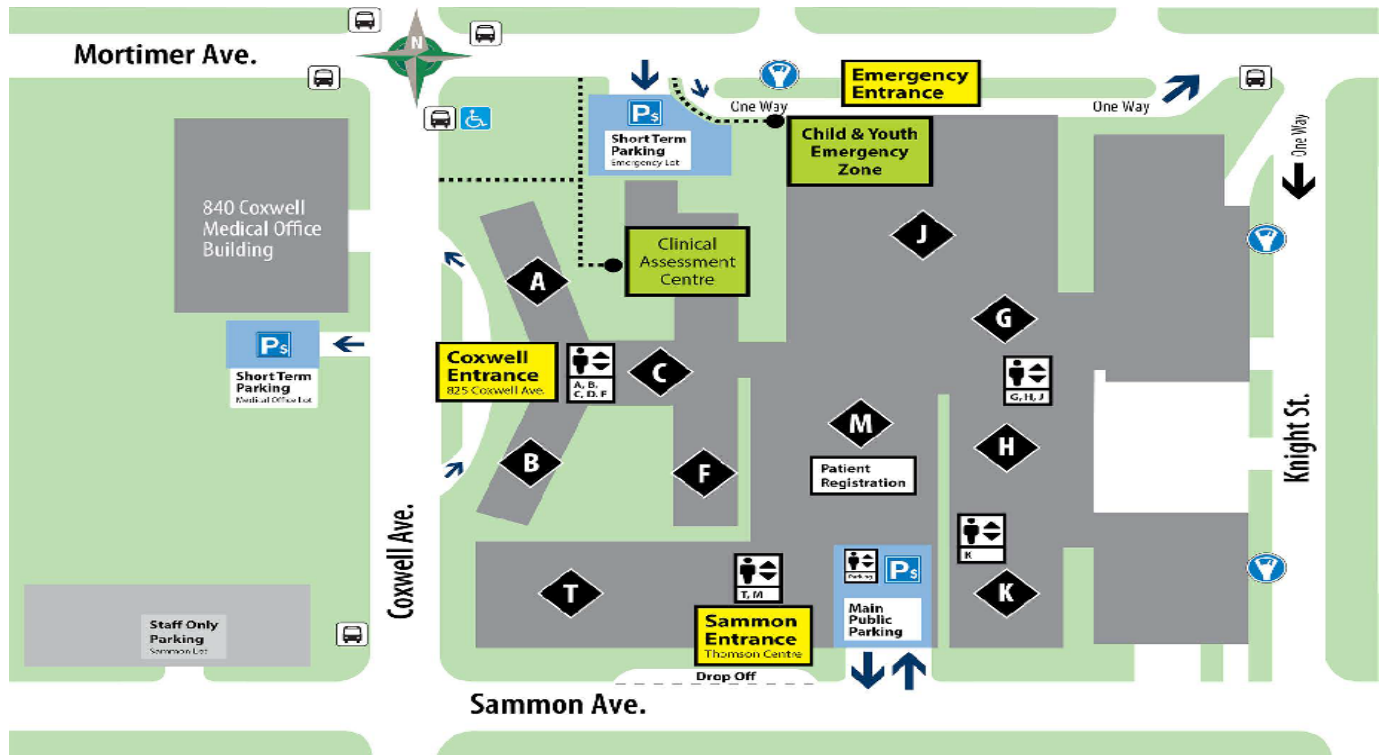 Mortimer Ave.
N
Emergency
Entrance
One Way
One Way
One Way
Ps
Short Term
Parking
Emergency Lot
Child & Youth
Emergency
Zone
840 Coxwell
Medical Office
Building
J
Clinical
Assessment
Centre
A
G
Ps
Short Term
Parking
Medical Office Lot
Coxwell
Entrance
825 Coxwell Ave.
A, B,
C, D, F
C
G, H, J
M
Patient
Registration
H
B
F
Knight St.
Coxwell Ave.
K
T
T, M
Parking
Ps
Main
Public
Parking
K
Staff Only
Parking
Sammon Lot
Sammon
Entrance
Thomson Centre
Drop Off
Sammon Ave.